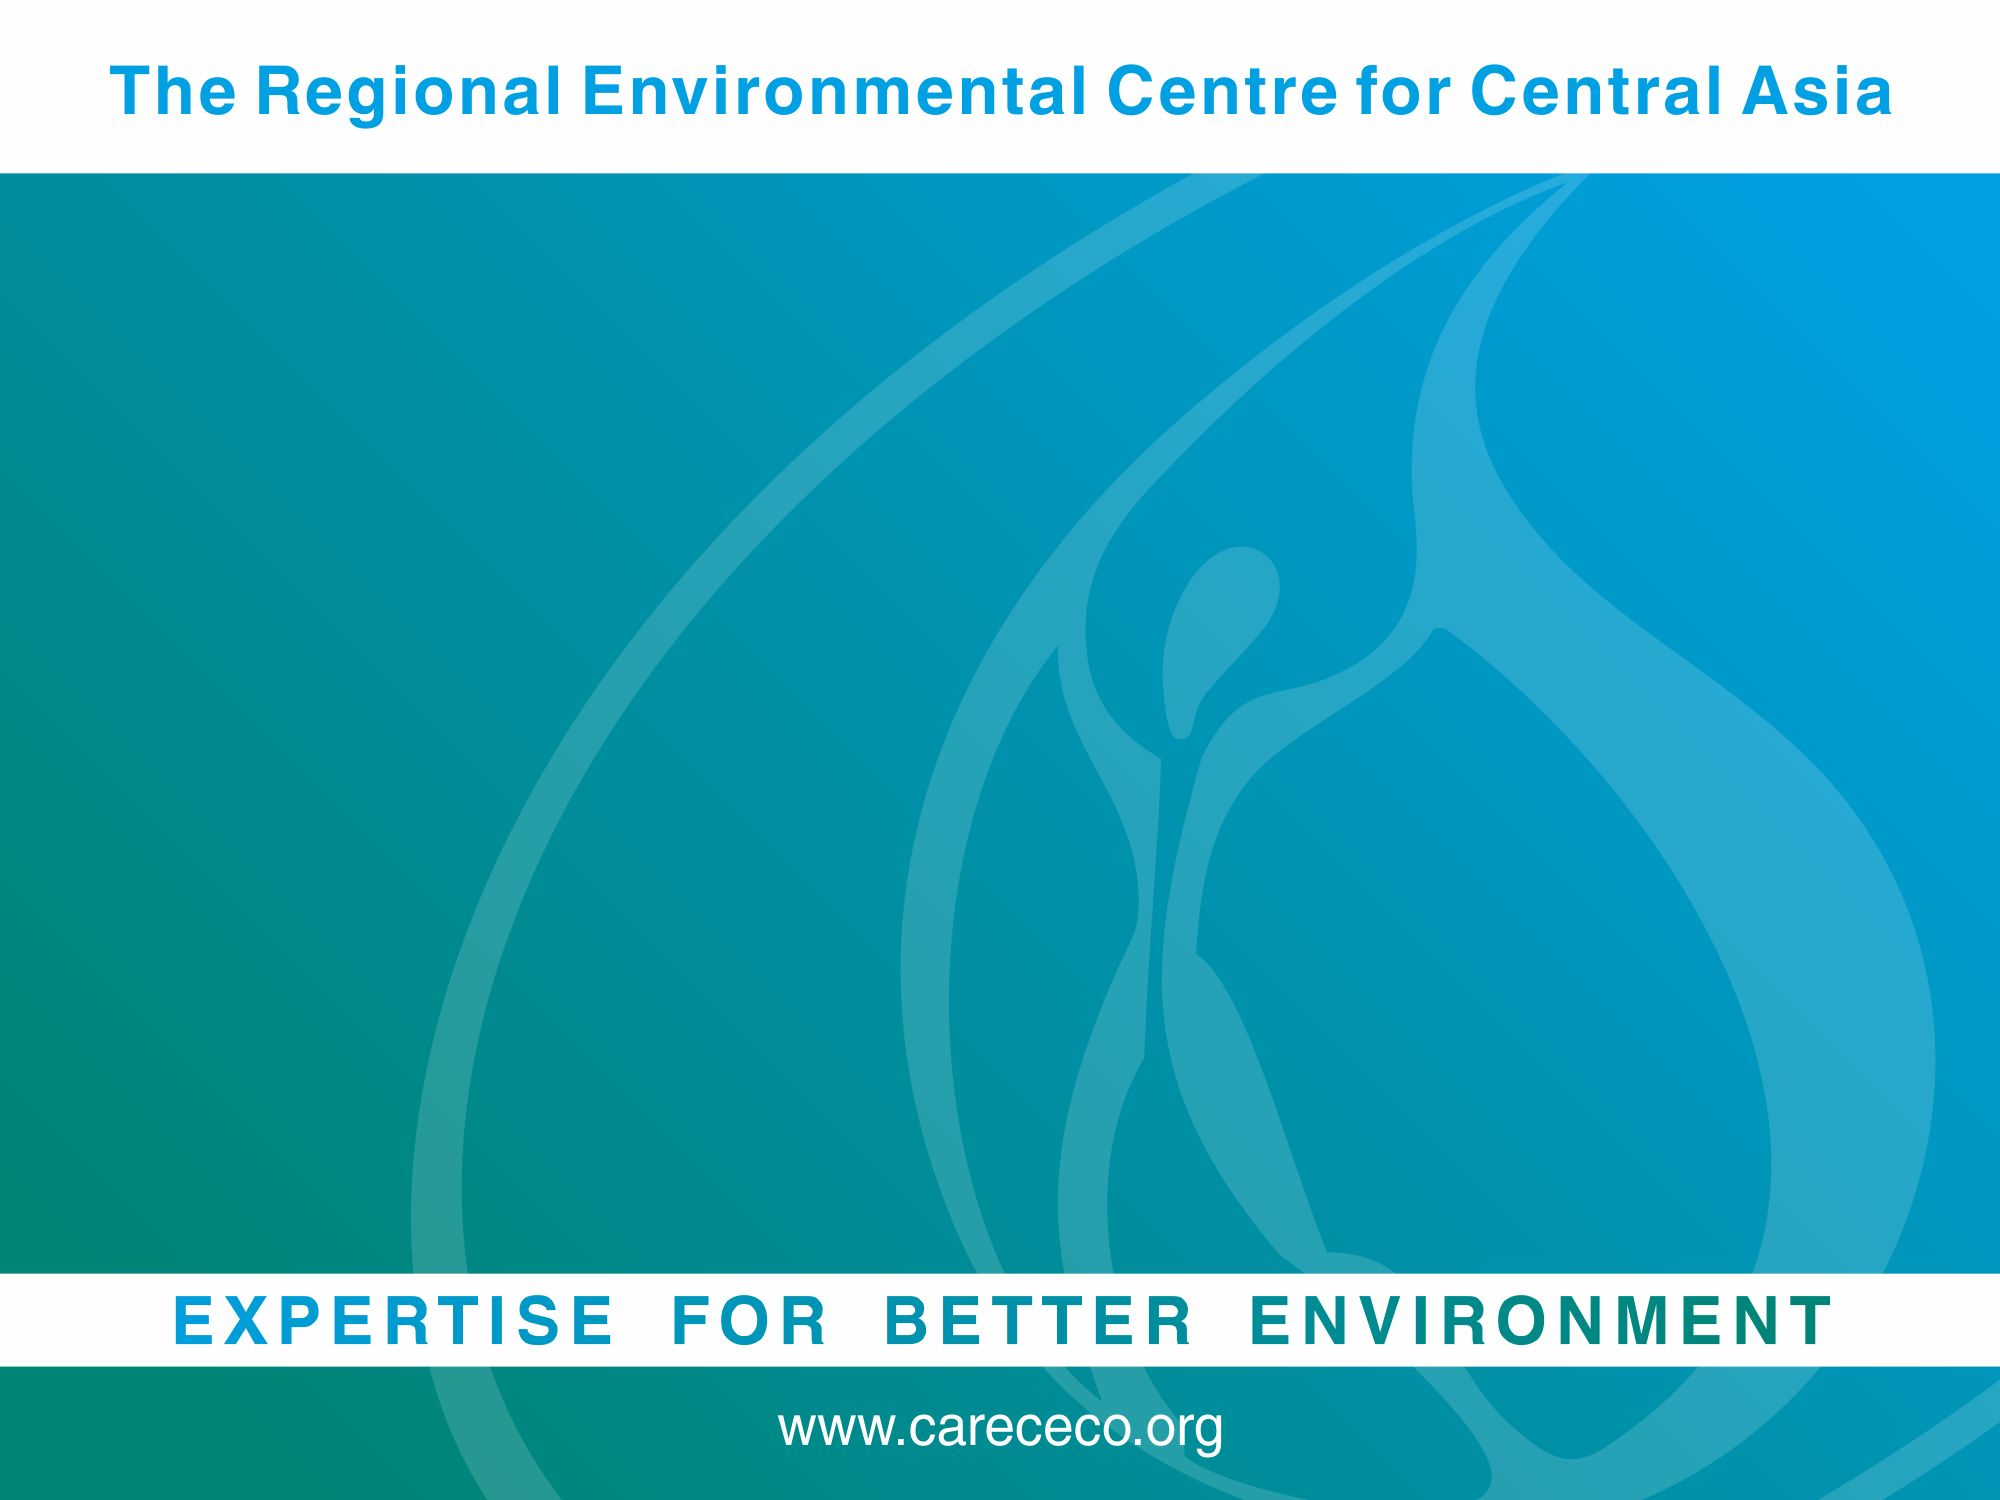 The Regional Environmental Centre for Central Asia
EXPERTISE FOR BETTER ENVIRONMENT
www.carececo.org